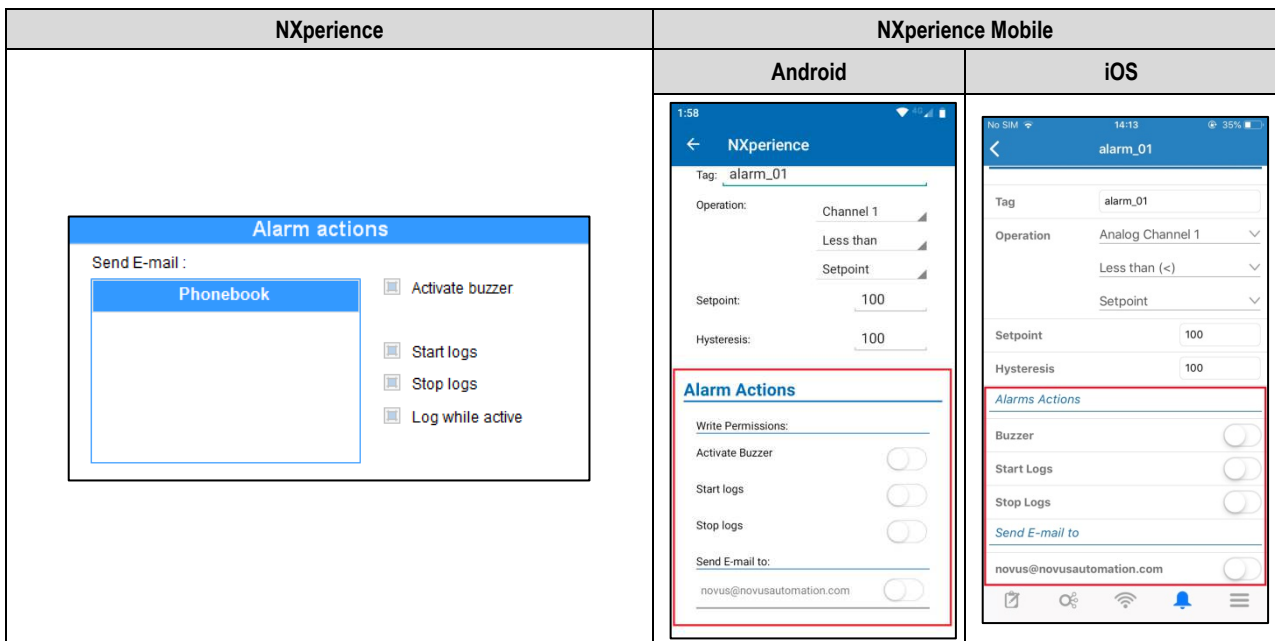 NXperience
NXperience Mobile
Android
iOS
Alarm actions
Send E-mail :
Phonebook
Activate buzzer
Start logs
Stop logs
Log while active
1:58
4G
NXperience
Tag: alarm_01
Operation:
Channel 1
Less than
Setpoint
Setpoint: 100
Hysteresis: 100
Alarm Actions
Write Permissions:
Activate Buzzer
Start logs
Stop logs
Send E-mail to:
novus@novusautomation.com
No SIM 14:13 35%
alarm_01
Tag alarm_01
Operation Analog Channel 1
Less than (<)
Setpoint
Setpoint 100
Hysteresis 100
Alarms Actions
Buzzer
Start Logs
Stop Logs
Send E-mail to
novus@novusautomation.com